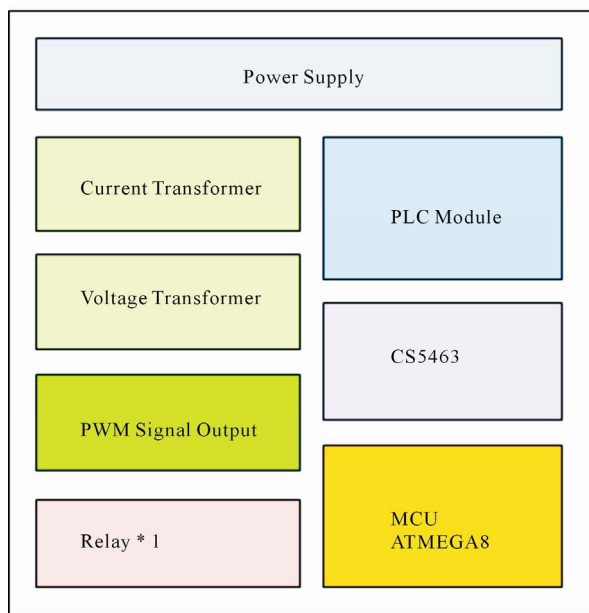 Power Supply
Current Transformer
Voltage Transformer
PWM Signal Output
Relay * 1
PLC Module
CS5463
MCU
ATMEGA8